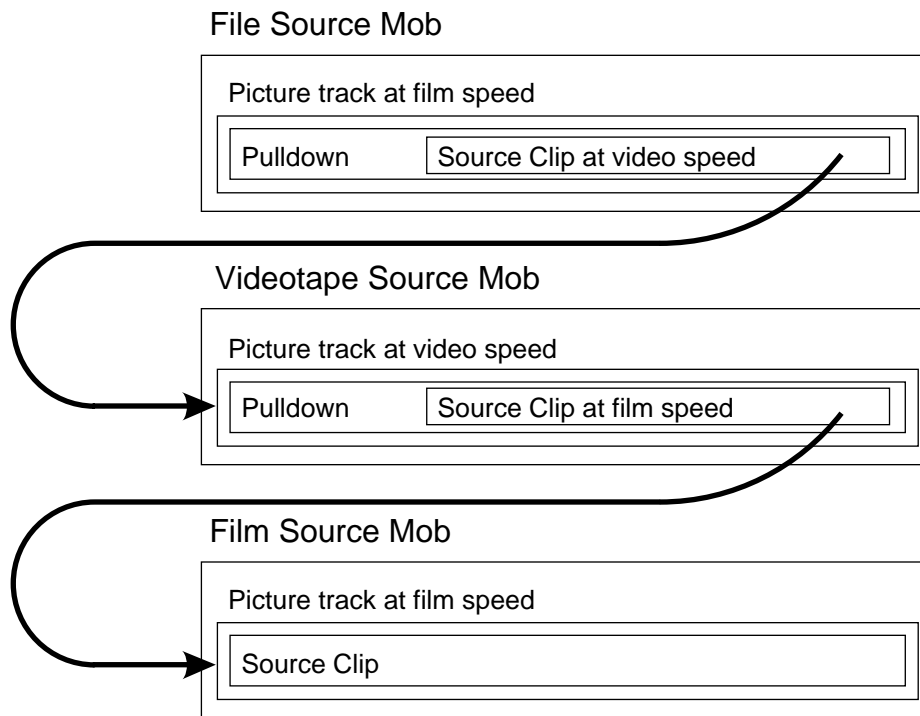 File Source Mob
Picture track at film speed
Pulldown Source Clip at video speed
Videotape Source Mob
Picture track at video speed
Pulldown Source Clip at film speed
Film Source Mob
Picture track at film speed
Source Clip